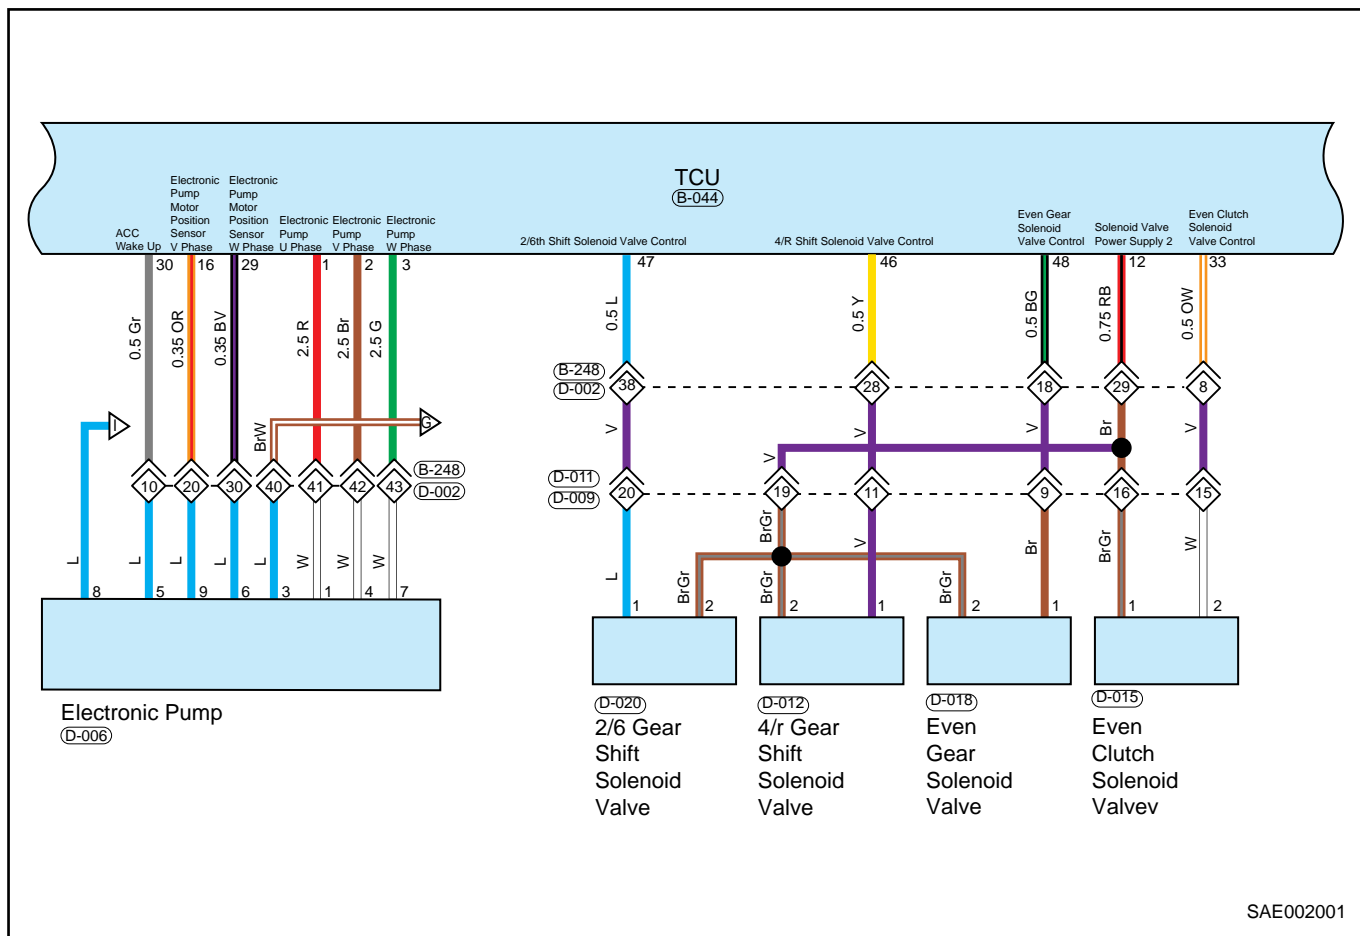 TCU
B-044
ACC
Wake Up
Electronic
Pump
Motor
Position
Sensor
V Phase
Electronic
Pump
Motor
Position
Sensor
W Phase
Electronic
Pump
U Phase
Electronic
Pump
V Phase
Electronic
Pump
W Phase
2/6th Shift Solenoid Valve Control
4/R Shift Solenoid Valve Control
Even Gear
Solenoid
Valve Control
Solenoid Valve
Power Supply 2
Even Clutch
Solenoid
Valve Control
30 16 29 1 2 3 47 46 48 12 33
0.5 Gr
0.35 OR
0.35 BV
2.5 R
2.5 Br
2.5 G
0.5 L
0.5 Y
0.5 BG
0.75 RB
0.5 OW
B-248
D-002
38 28 18 29 8
I
BrW
G
V V V V Br V
D-011
D-009
20 19 11 9 16 15
10 20 30 40 41 42 43
B-248
D-002
L L L L L W W W
8 5 9 6 3 1 4 7
L BrGr BrGr BrGr V BrGr Br BrGr W
1 2 2 1 2 1 1 2
Electronic Pump
D-006
D-020
2/6 Gear
Shift
Solenoid
Valve
D-012
4/r Gear
Shift
Solenoid
Valve
D-018
Even
Gear
Solenoid
Valve
D-015
Even
Clutch
Solenoid
Valvev
SAE002001